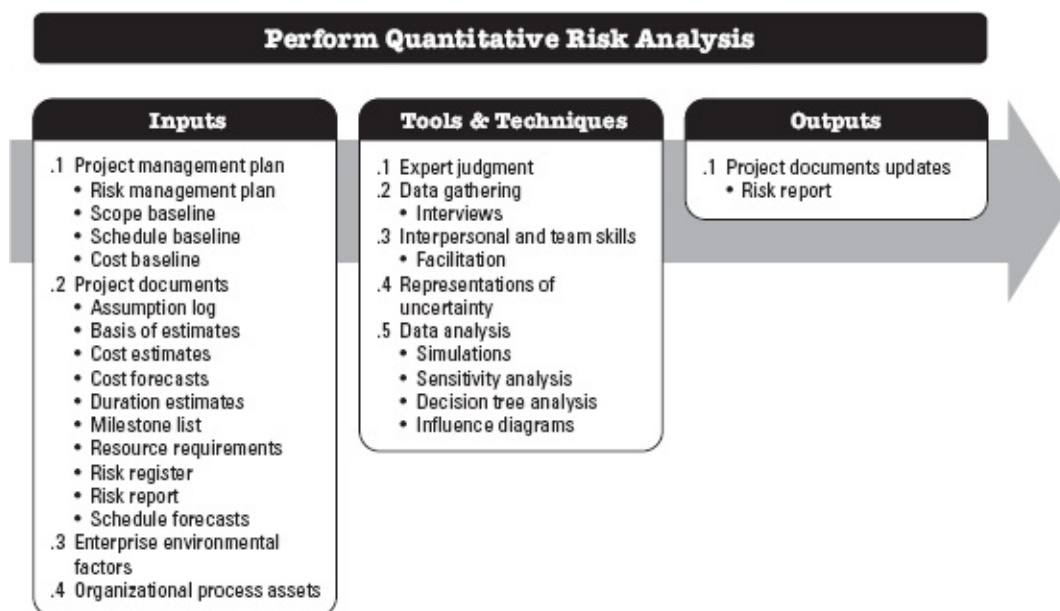 Perform Quantitative Risk Analysis
Inputs
.1 Project management plan
• Risk management plan
• Scope baseline
• Schedule baseline
• Cost baseline
.2 Project documents
• Assumption log
• Basis of estimates
• Cost estimates
• Cost forecasts
• Duration estimates
• Milestone list
• Resource requirements
• Risk register
• Risk report
• Schedule forecasts
.3 Enterprise environmental
factors
.4 Organizational process assets
Tools & Techniques
.1 Expert judgment
.2 Data gathering
• Interviews
.3 Interpersonal and team skills
• Facilitation
.4 Representations of
uncertainty
.5 Data analysis
• Simulations
• Sensitivity analysis
• Decision tree analysis
• Influence diagrams
Outputs
.1 Project documents updates
• Risk report